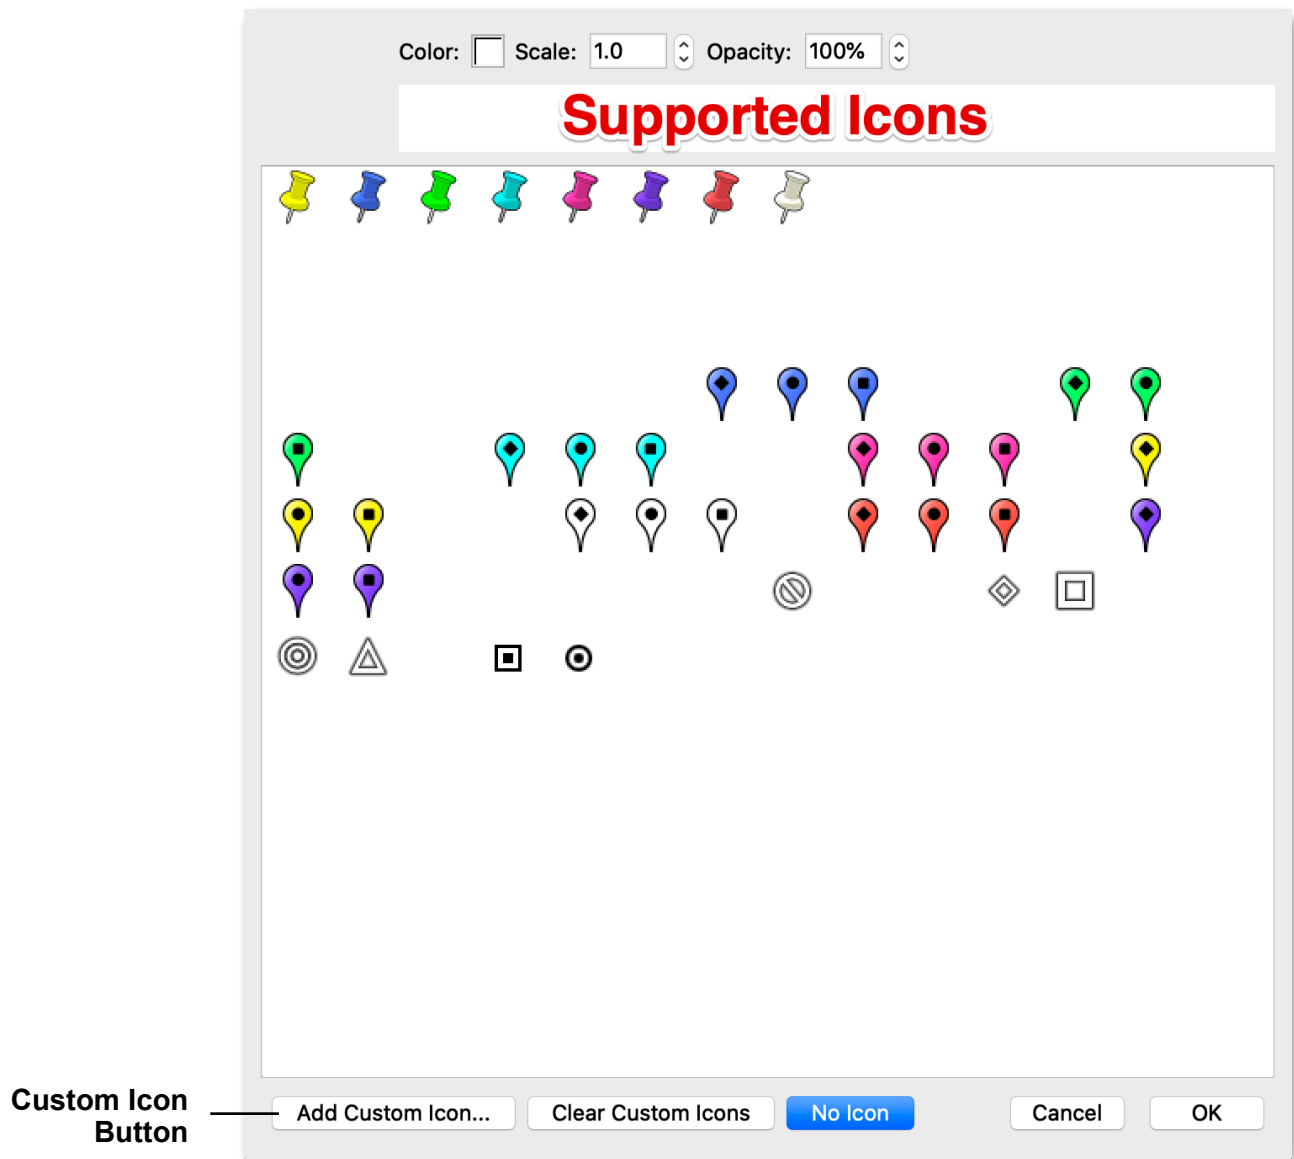 Color: Scale: 1.0 Opacity: 100%
Supported Icons
Custom Icon
Button
Add Custom Icon... Clear Custom Icons No Icon Cancel OK